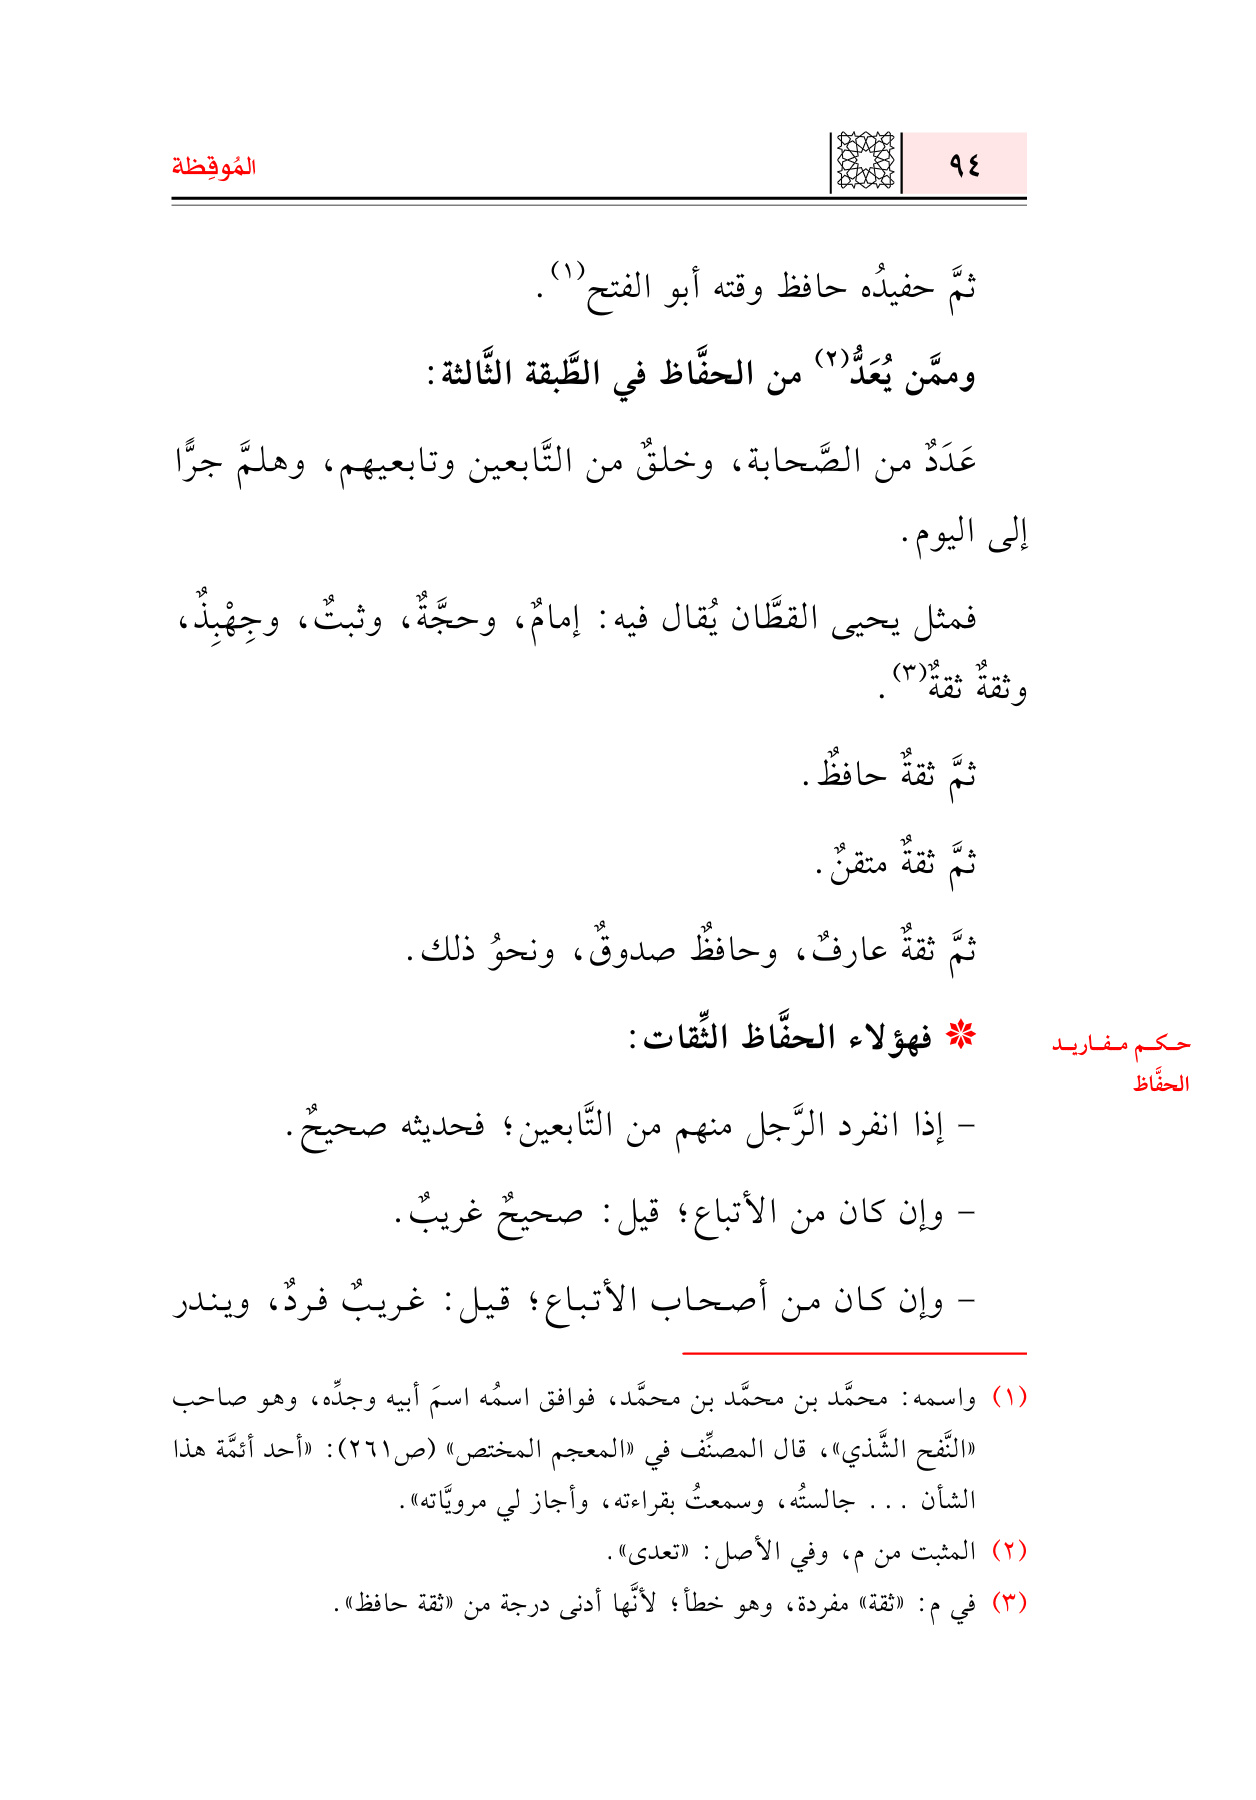 ٩٤
المُوقِظة
ثمَّ حفيدُه حافظ وقته أبو الفتح(١).
وممَّن يُعَدُّ(٢) من الحفَّاظ في الطَّبقة الثَّالثة:
عَدَدٌ من الصَّحابة، وخلقٌ من التَّابعين وتابعيهم، وهلمَّ جرًّا
إلى اليوم.
فمثل يحيى القطَّان يُقال فيه: إمامٌ، وحجَّةٌ، وثبتٌ، وجِهْبِذٌ،
وثقةٌ ثقةٌ(٣).
ثمَّ ثقةٌ حافظٌ.
ثمَّ ثقةٌ متقنٌ.
ثمَّ ثقةٌ عارفٌ، وحافظٌ صدوقٌ، ونحوُ ذلك.
فهؤلاء الحفَّاظ الثِّقات:
حكم مفاريد
الحفَّاظ
– إذا انفرد الرَّجل منهم من التَّابعين؛ فحديثه صحيحٌ.
– وإن كان من الأتباع؛ قيل: صحيحٌ غريبٌ.
– وإن كان من أصحاب الأتباع؛ قيل: غريبٌ فردٌ، ويندر
(١) واسمه: محمَّد بن محمَّد بن محمَّد، فوافق اسمُه اسمَ أبيه وجدِّه، وهو صاحب
«النَّفح الشَّذي»، قال المصنِّف في «المعجم المختص» (ص٢٦١): «أحد أئمَّة هذا
الشأن ... جالستُه، وسمعتُ بقراءته، وأجاز لي مرويَّاته».
(٢) المثبت من م، وفي الأصل: «تعدى».
(٣) في م: «ثقة» مفردة، وهو خطأ؛ لأنَّها أدنى درجة من «ثقة حافظ».